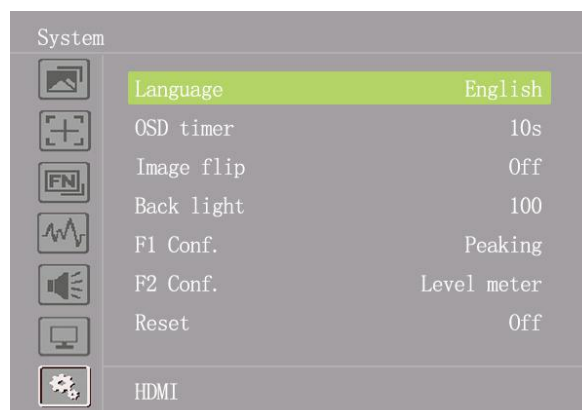 System
Language English
OSD timer 10s
Image flip Off
FN
Back light 100
F1 Conf. Peaking
F2 Conf. Level meter
Reset Off
HDMI